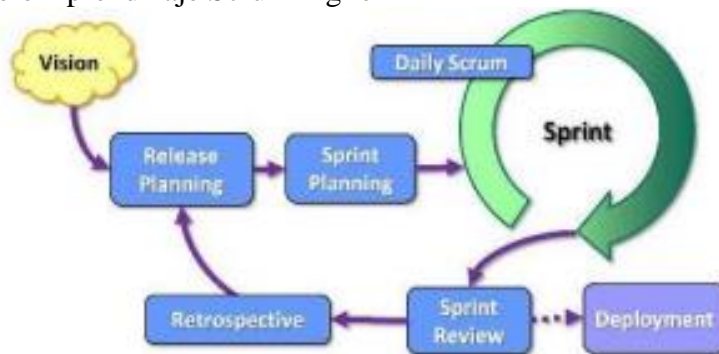 Vision
Daily Scrum
Sprint
Release
Planning
Sprint
Planning
Retrospective
Sprint
Review
Deployment